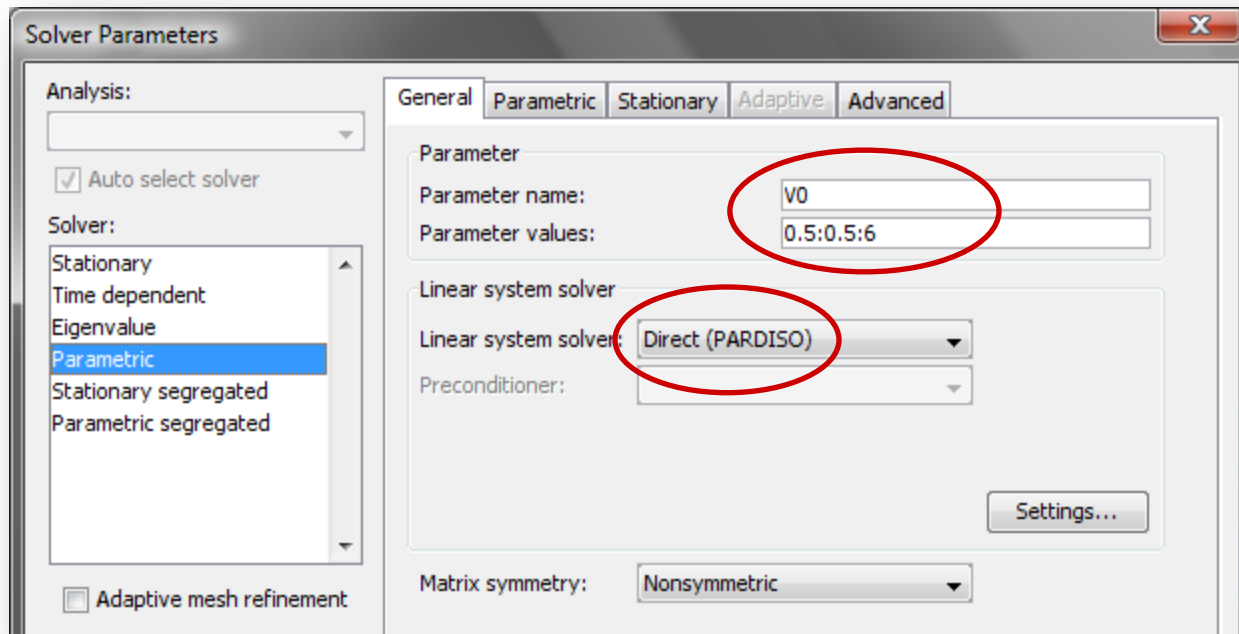 Solver Parameters
Analysis:
Auto select solver
Solver:
Stationary
Time dependent
Eigenvalue
Parametric
Stationary segregated
Parametric segregated
Adaptive mesh refinement
General Parametric Stationary Adaptive Advanced
Parameter
Parameter name: V0
Parameter values: 0.5:0.5:6
Linear system solver
Linear system solver: Direct (PARDISO)
Preconditioner:
Settings...
Matrix symmetry: Nonsymmetric